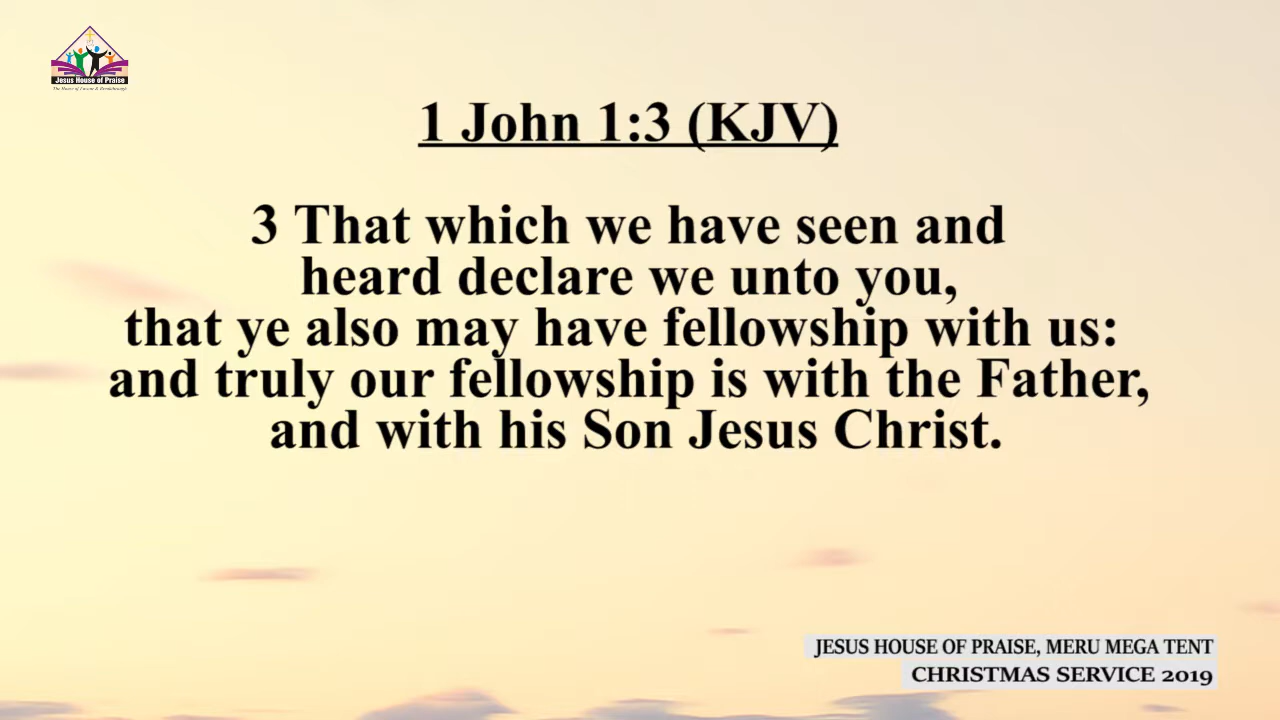 Jesus House of Praise
1 John 1:3 (KJV)
3 That which we have seen and
heard declare we unto you,
that ye also may have fellowship with us:
and truly our fellowship is with the Father,
and with his Son Jesus Christ.
JESUS HOUSE OF PRAISE, MERU MEGA TENT
CHRISTMAS SERVICE 2019